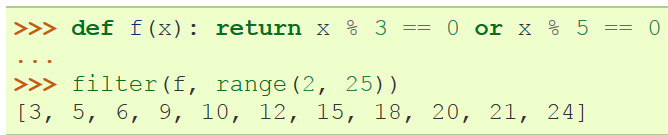 >>> def f(x): return x % 3 == 0 or x % 5 == 0
...
>>> filter(f, range(2, 25))
[3, 5, 6, 9, 10, 12, 15, 18, 20, 21, 24]